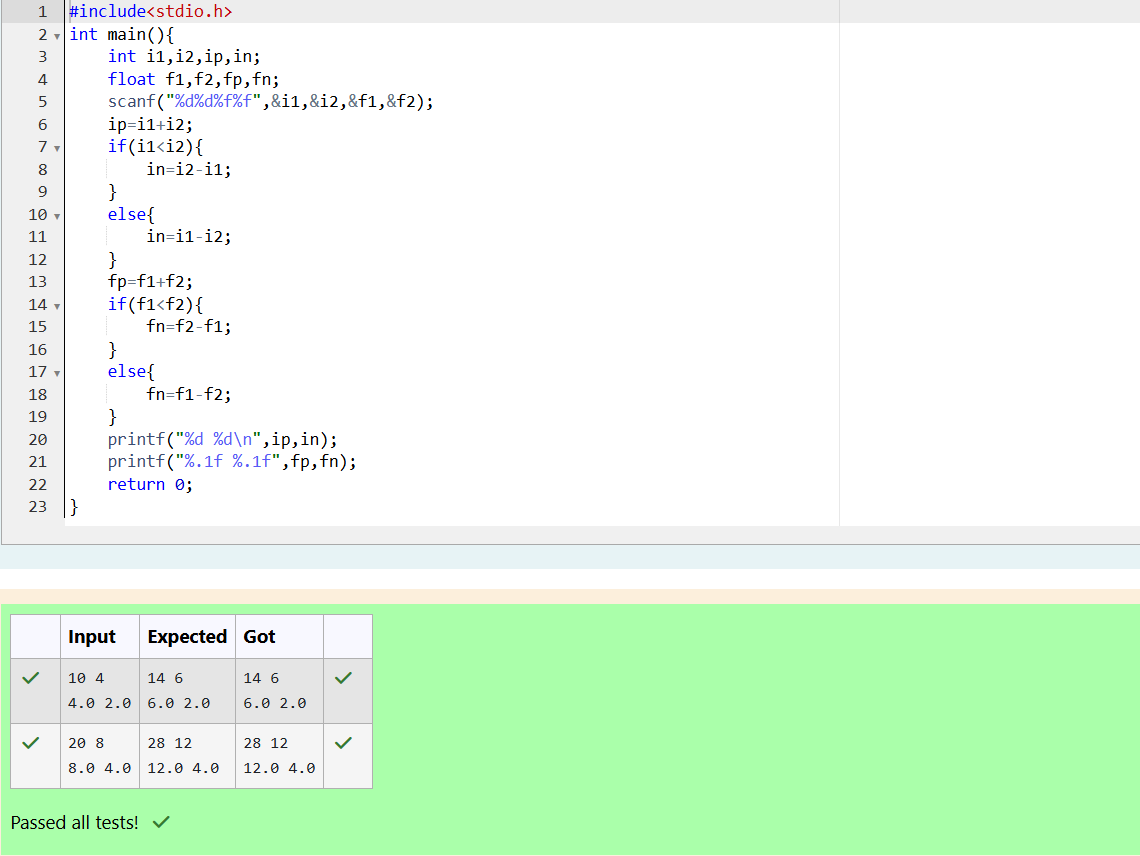 1 #include<stdio.h>
2 int main(){
3     int i1,i2,ip,in;
4     float f1,f2,fp,fn;
5     scanf("%d%d%f%f",&i1,&i2,&f1,&f2);
6     ip=i1+i2;
7     if(i1<i2){
8         in=i2-i1;
9     }
10     else{
11         in=i1-i2;
12     }
13     fp=f1+f2;
14     if(f1<f2){
15         fn=f2-f1;
16     }
17     else{
18         fn=f1-f2;
19     }
20     printf("%d %d\n",ip,in);
21     printf("%.1f %.1f",fp,fn);
22     return 0;
23 }
Input Expected Got
10 4 14 6 14 6
4.0 2.0 6.0 2.0 6.0 2.0
20 8 28 12 28 12
8.0 4.0 12.0 4.0 12.0 4.0
Passed all tests!